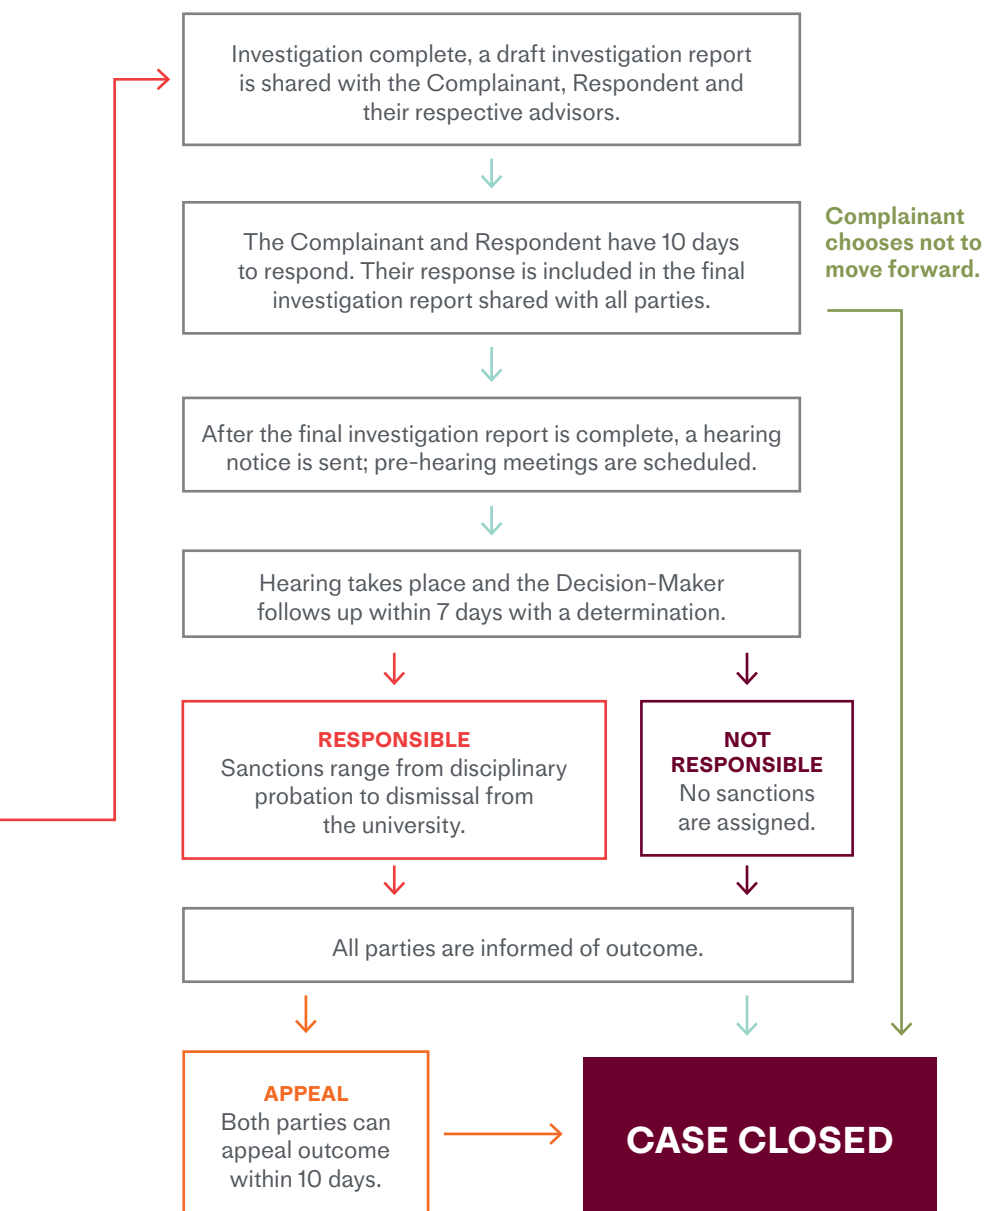 Investigation complete, a draft investigation report
is shared with the Complainant, Respondent and
their respective advisors.
The Complainant and Respondent have 10 days
to respond. Their response is included in the final
investigation report shared with all parties.
Complainant
chooses not to
move forward.
After the final investigation report is complete, a hearing
notice is sent; pre-hearing meetings are scheduled.
Hearing takes place and the Decision-Maker
follows up within 7 days with a determination.
RESPONSIBLE
Sanctions range from disciplinary
probation to dismissal from
the university.
NOT
RESPONSIBLE
No sanctions
are assigned.
All parties are informed of outcome.
APPEAL
Both parties can
appeal outcome
within 10 days.
CASE CLOSED